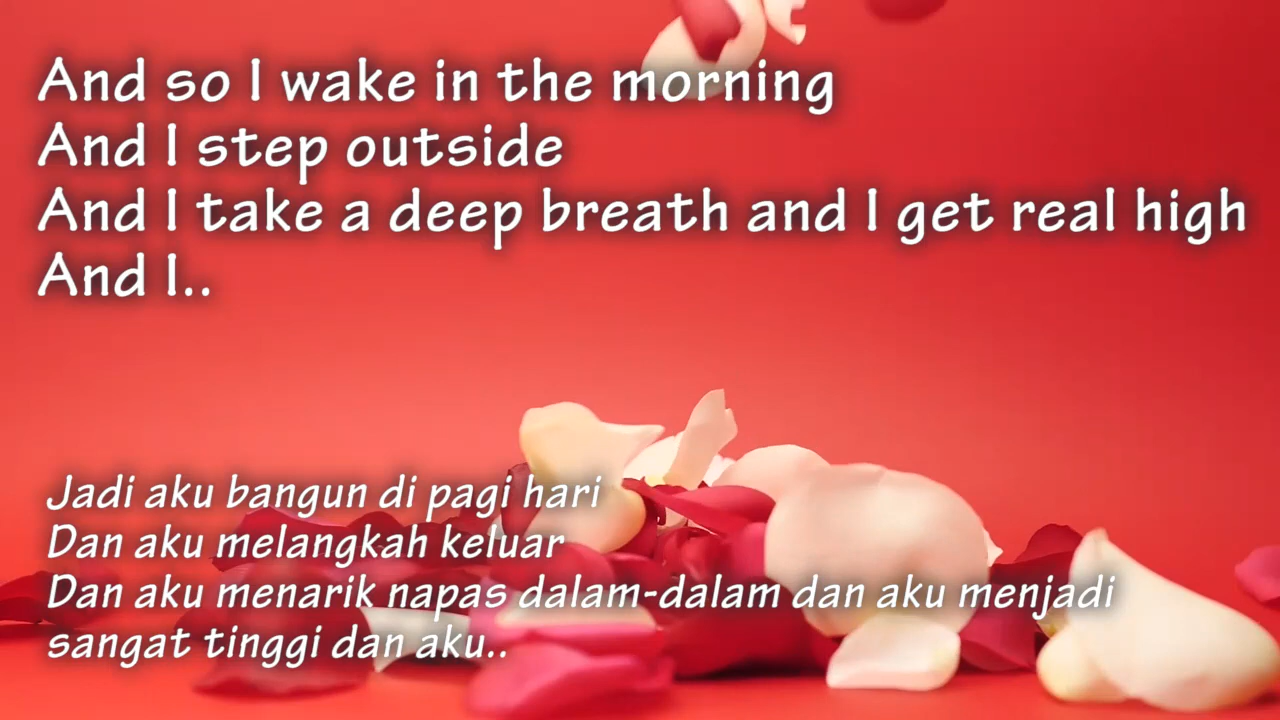 And so I wake in the morning
And I step outside
And I take a deep breath and I get real high
And I..
Jadi aku bangun di pagi hari
Dan aku melangkah keluar
Dan aku menarik napas dalam-dalam dan aku menjadi
sangat tinggi dan aku..